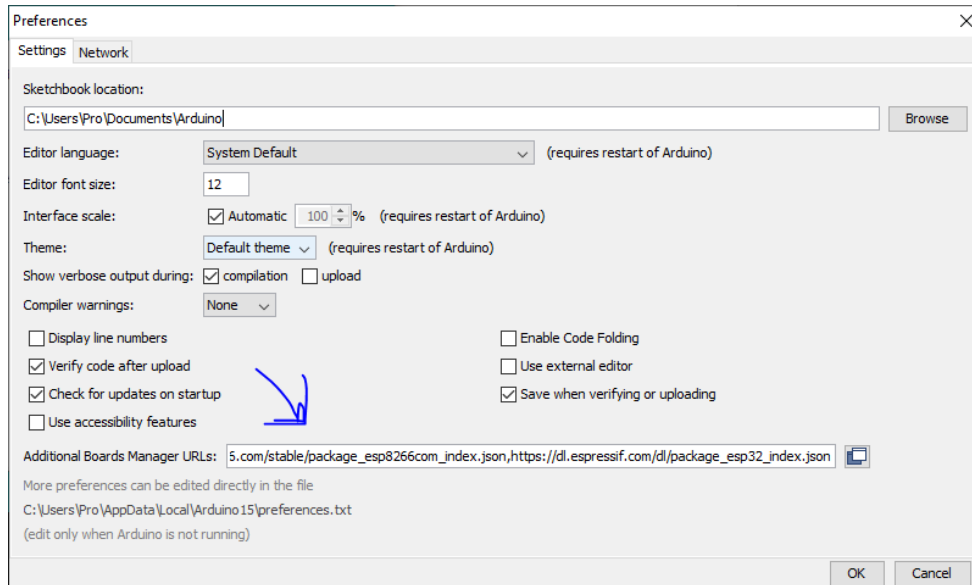 Preferences
Settings Network
Sketchbook location:
C:\Users\Pro\Documents\Arduino Browse
Editor language: System Default (requires restart of Arduino)
Editor font size: 12
Interface scale: Automatic 100 % (requires restart of Arduino)
Theme: Default theme (requires restart of Arduino)
Show verbose output during: compilation upload
Compiler warnings: None
Display line numbers Enable Code Folding
Verify code after upload Use external editor
Check for updates on startup Save when verifying or uploading
Use accessibility features
Additional Boards Manager URLs: 5.com/stable/package_esp8266com_index.json,https://dl.espressif.com/dl/package_esp32_index.json
More preferences can be edited directly in the file
C:\Users\Pro\AppData\Local\Arduino15\preferences.txt
(edit only when Arduino is not running)
OK Cancel